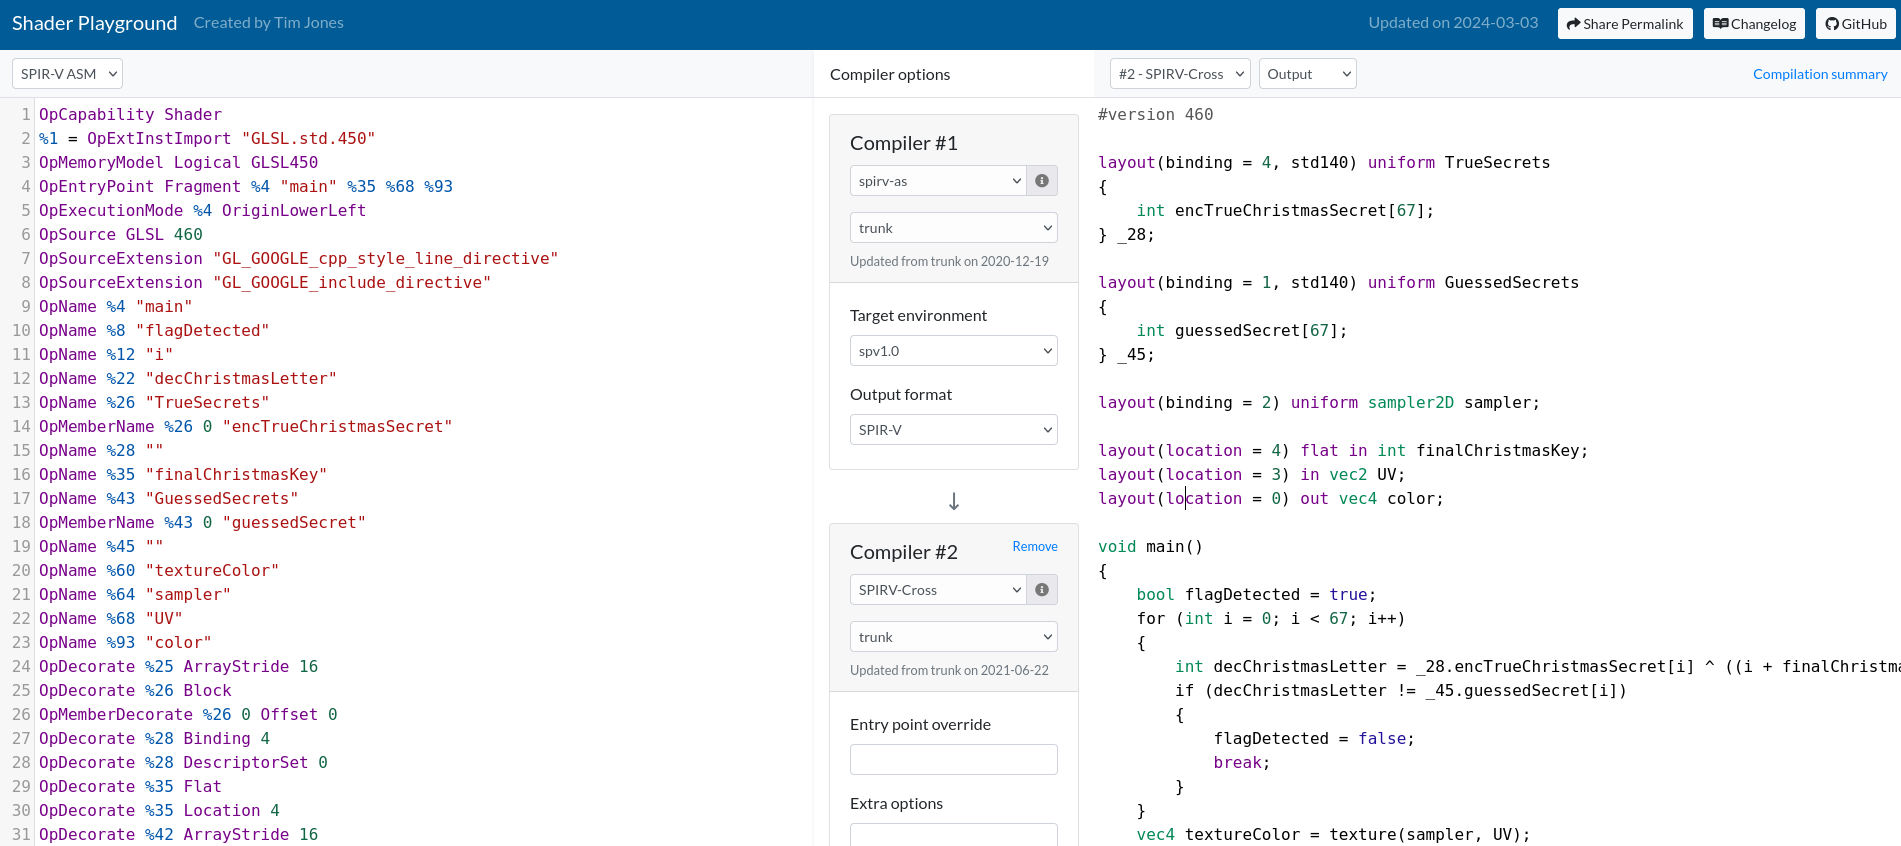 Shader Playground Created by Tim Jones Updated on 2024-03-03 Share Permalink Changelog GitHub
SPIR-V ASM
1 OpCapability Shader
2 %1 = OpExtInstImport "GLSL.std.450"
3 OpMemoryModel Logical GLSL450
4 OpEntryPoint Fragment %4 "main" %35 %68 %93
5 OpExecutionMode %4 OriginLowerLeft
6 OpSource GLSL 460
7 OpSourceExtension "GL_GOOGLE_cpp_style_line_directive"
8 OpSourceExtension "GL_GOOGLE_include_directive"
9 OpName %4 "main"
10 OpName %8 "flagDetected"
11 OpName %12 "i"
12 OpName %22 "decChristmasLetter"
13 OpName %26 "TrueSecrets"
14 OpMemberName %26 0 "encTrueChristmasSecret"
15 OpName %28 ""
16 OpName %35 "finalChristmasKey"
17 OpName %43 "GuessedSecrets"
18 OpMemberName %43 0 "guessedSecret"
19 OpName %45 ""
20 OpName %60 "textureColor"
21 OpName %64 "sampler"
22 OpName %68 "UV"
23 OpName %93 "color"
24 OpDecorate %25 ArrayStride 16
25 OpDecorate %26 Block
26 OpMemberDecorate %26 0 Offset 0
27 OpDecorate %28 Binding 4
28 OpDecorate %28 DescriptorSet 0
29 OpDecorate %35 Flat
30 OpDecorate %35 Location 4
31 OpDecorate %42 ArrayStride 16
Compiler options
Compiler #1
spirv-as
trunk
Updated from trunk on 2020-12-19
Target environment
spv1.0
Output format
SPIR-V
↓
Compiler #2 Remove
SPIRV-Cross
trunk
Updated from trunk on 2021-06-22
Entry point override
Extra options
#2 - SPIRV-Cross Output Compilation summary
#version 460
layout(binding = 4, std140) uniform TrueSecrets
{
int encTrueChristmasSecret[67];
} _28;
layout(binding = 1, std140) uniform GuessedSecrets
{
int guessedSecret[67];
} _45;
layout(binding = 2) uniform sampler2D sampler;
layout(location = 4) flat in int finalChristmasKey;
layout(location = 3) in vec2 UV;
layout(location = 0) out vec4 color;
void main()
{
bool flagDetected = true;
for (int i = 0; i < 67; i++)
{
int decChristmasLetter = _28.encTrueChristmasSecret[i] ^ ((i + finalChristm
if (decChristmasLetter != _45.guessedSecret[i])
{
flagDetected = false;
break;
}
}
vec4 textureColor = texture(sampler, UV);